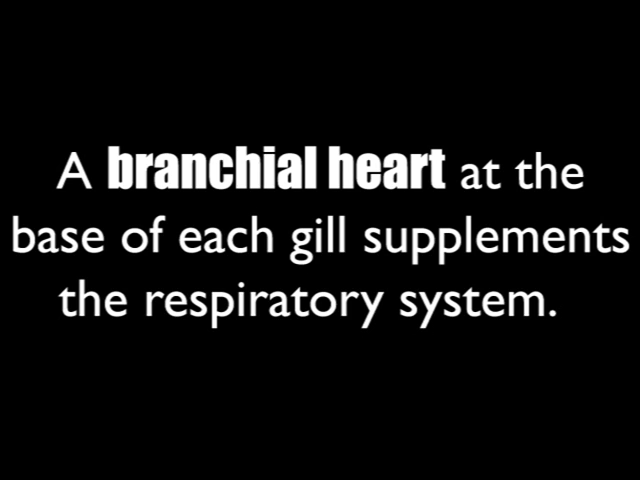 A branchial heart at the
base of each gill supplements
the respiratory system.